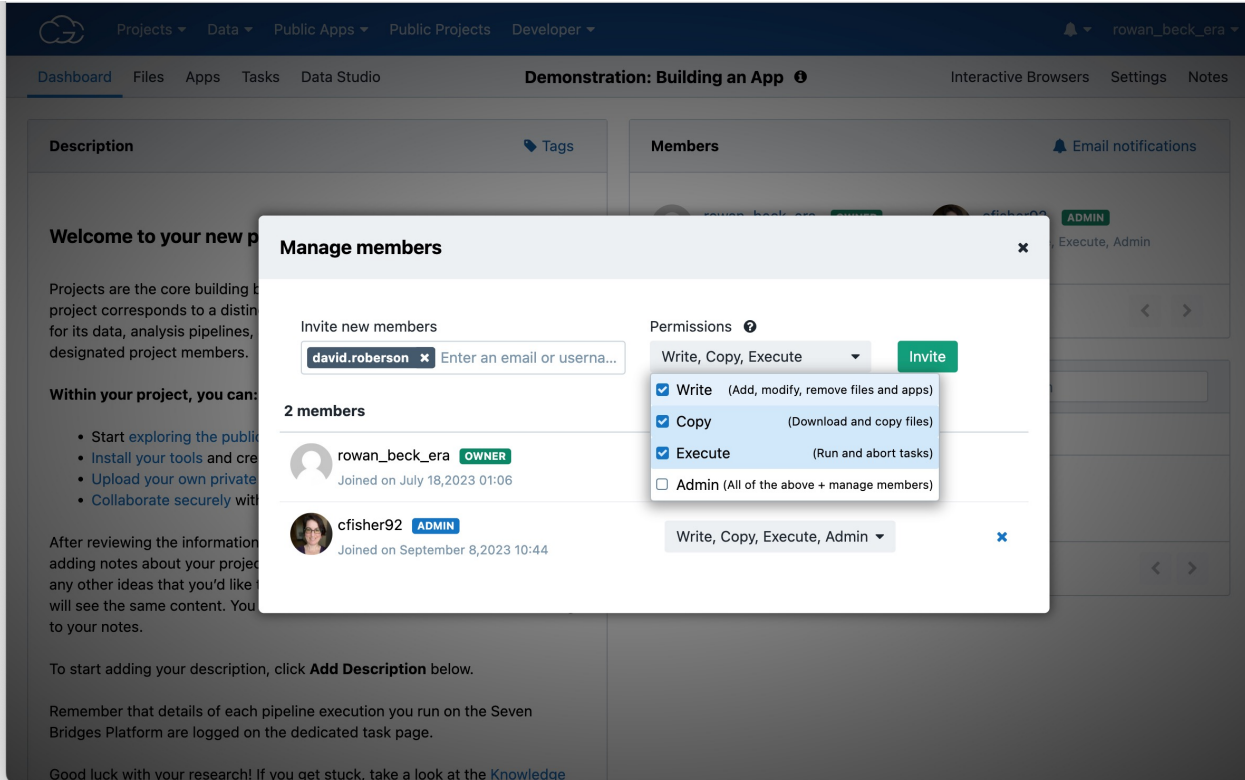 Projects Data Public Apps Public Projects Developer rowan_beck_era
Dashboard Files Apps Tasks Data Studio Demonstration: Building an App Interactive Browsers Settings Notes
Description Tags
Members Email notifications
rowan_beck_era OWNER cfisher92 ADMIN
, Execute, Admin
Welcome to your new p
Projects are the core building b
project corresponds to a distin
for its data, analysis pipelines,
designated project members.
Within your project, you can:
• Start exploring the public
• Install your tools and cre
• Upload your own private
• Collaborate securely with
After reviewing the information
adding notes about your projec
any other ideas that you'd like t
will see the same content. You
to your notes.
To start adding your description, click Add Description below.
Remember that details of each pipeline execution you run on the Seven
Bridges Platform are logged on the dedicated task page.
Good luck with your research! If you get stuck, take a look at the Knowledge
Manage members
Invite new members Permissions
david.roberson Enter an email or userna... Write, Copy, Execute Invite
Write (Add, modify, remove files and apps)
Copy (Download and copy files)
Execute (Run and abort tasks)
Admin (All of the above + manage members)
2 members
rowan_beck_era OWNER
Joined on July 18,2023 01:06
cfisher92 ADMIN
Joined on September 8,2023 10:44
Write, Copy, Execute, Admin